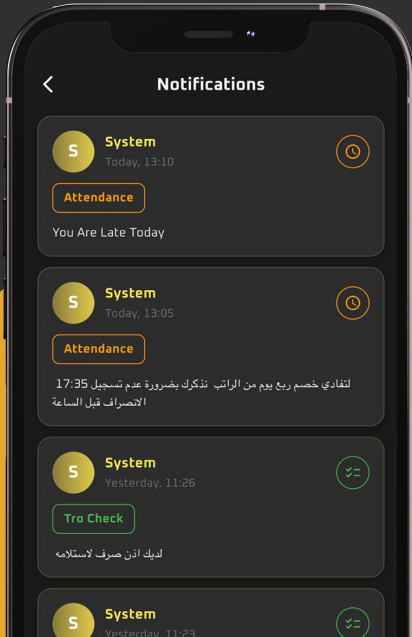 Notifications
S
System
Today, 13:10
Attendance
You Are Late Today
S
System
Today, 13:05
Attendance
لتفادي خصم ربع يوم من الراتب نذكرك بضرورة عدم تسجيل 17:35
الانصراف قبل الساعة
S
System
Yesterday, 11:26
Tro Check
لديك اذن صرف لاستلامه
S
System
Yesterday, 11:23